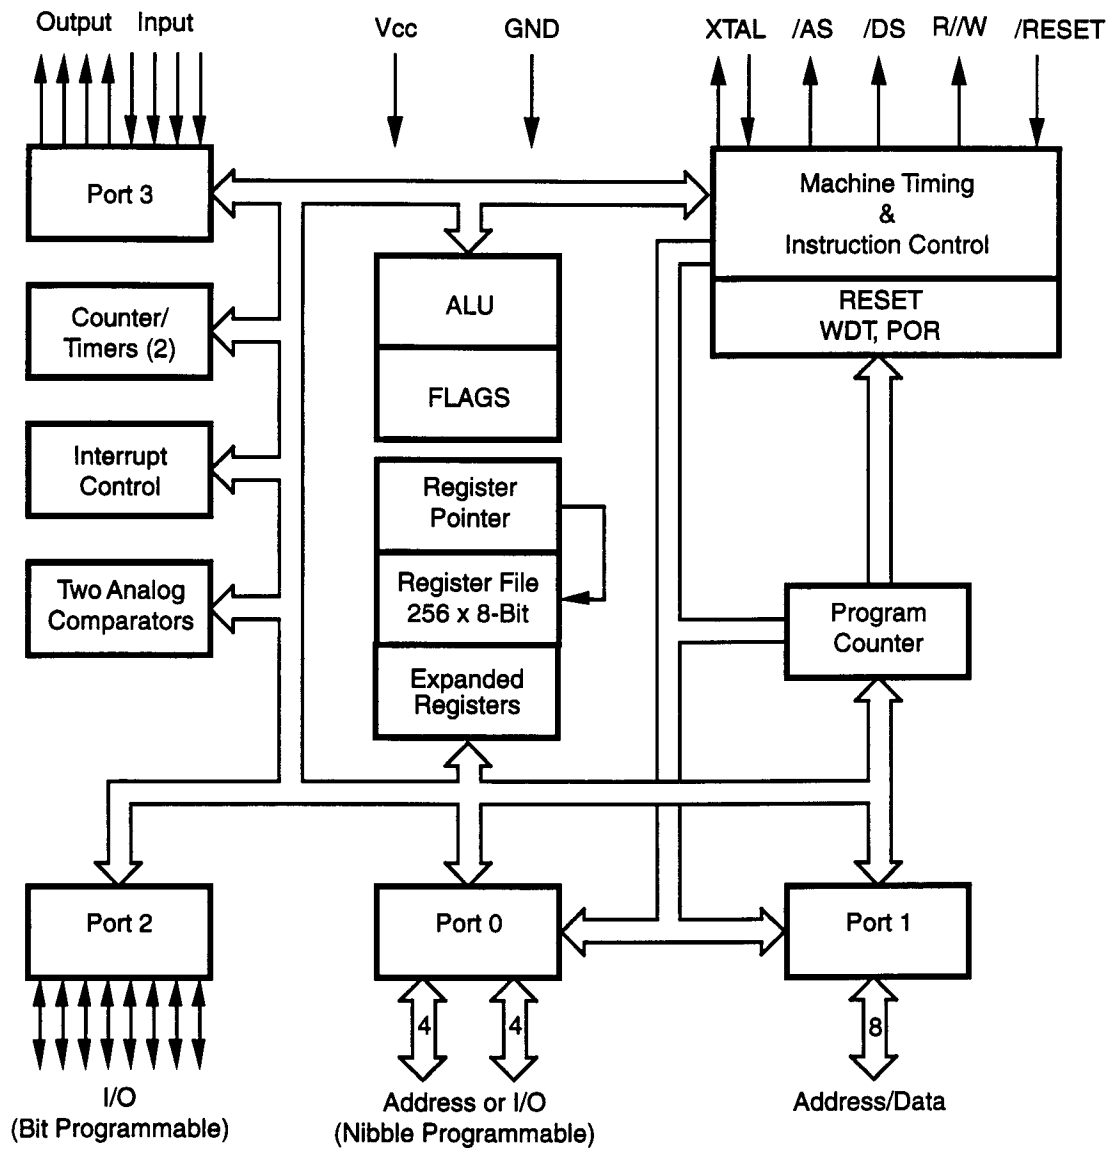 Output Input
Vcc
GND
XTAL /AS /DS R//W /RESET
Port 3
Machine Timing
&
Instruction Control
RESET
WDT, POR
ALU
FLAGS
Counter/
Timers (2)
Interrupt
Control
Two Analog
Comparators
Register
Pointer
Register File
256 x 8-Bit
Expanded
Registers
Program
Counter
Port 2
Port 0
Port 1
4
4
8
I/O
(Bit Programmable)
Address or I/O
(Nibble Programmable)
Address/Data